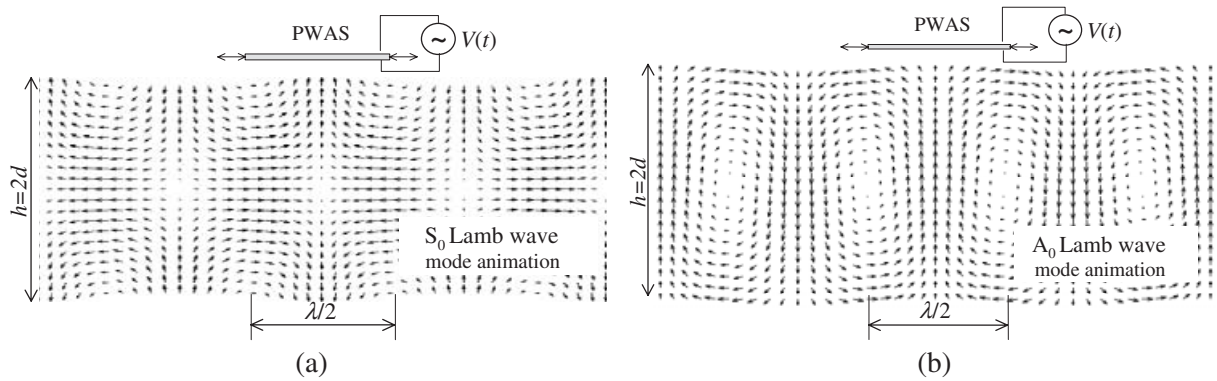 PWAS
~
V(t)
h=2d
S₀ Lamb wave
mode animation
λ/2
(a)
PWAS
~
V(t)
h=2d
A₀ Lamb wave
mode animation
λ/2
(b)